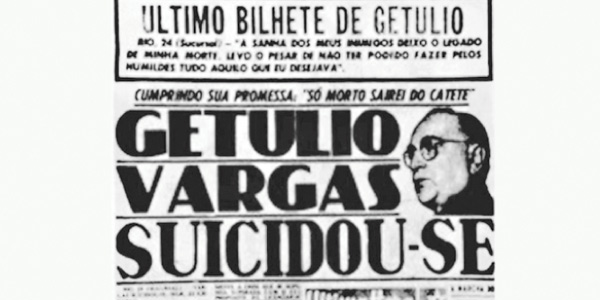 ULTIMO BILHETE DE GETULIO
RIO, 24 (Sucursal) — "A SANHA DOS MEUS INIMIGOS DEIXO O LEGADO
DE MINHA MORTE. LEVO O PESAR DE NÃO TER PODIDO FAZER PELOS
HUMILDES TUDO AQUILO QUE EU DESEJAVA".
CUMPRINDO SUA PROMESSA: "SÓ MORTO SAIREI DO CATETE"
GETULIO
VARGAS
SUICIDOU-SE